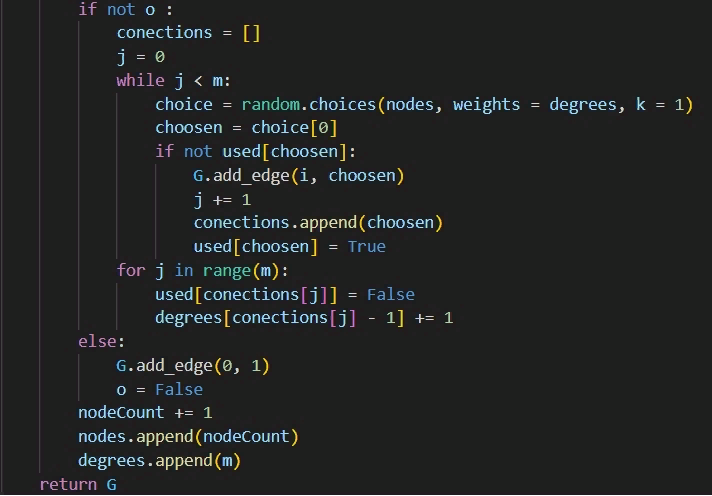 if not o :
conections = []
j = 0
while j < m:
choice = random.choices(nodes, weights = degrees, k = 1)
choosen = choice[0]
if not used[choosen]:
G.add_edge(i, choosen)
j += 1
conections.append(choosen)
used[choosen] = True
for j in range(m):
used[conections[j]] = False
degrees[conections[j] - 1] += 1
else:
G.add_edge(0, 1)
o = False
nodeCount += 1
nodes.append(nodeCount)
degrees.append(m)
return G